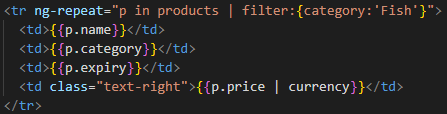 <tr ng-repeat="p in products | filter:{category:'Fish'}">
  <td>{{p.name}}</td>
  <td>{{p.category}}</td>
  <td>{{p.expiry}}</td>
  <td class="text-right">{{p.price | currency}}</td>
</tr>